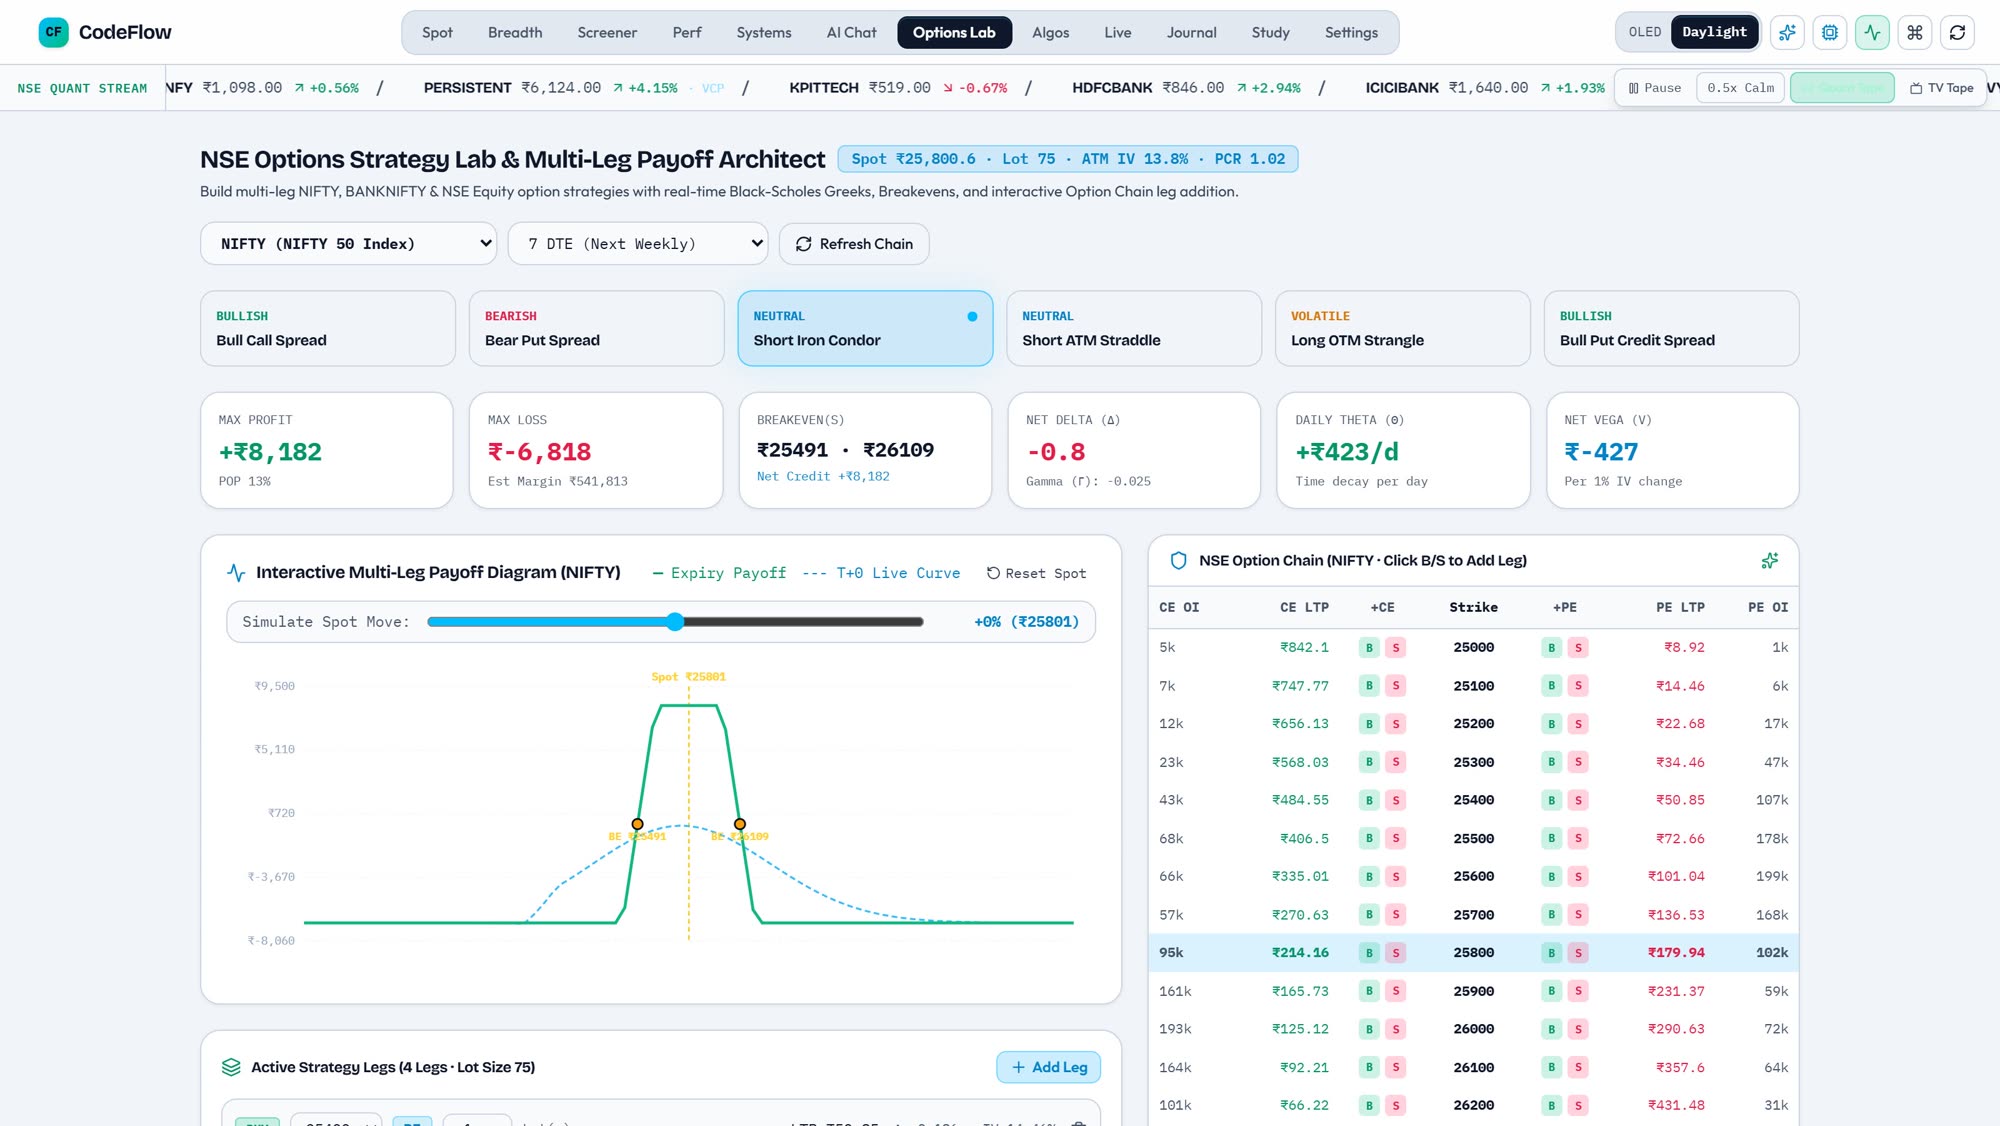 CF CodeFlow
Spot Breadth Screener Perf Systems AI Chat Options Lab Algos Live Journal Study Settings
OLED Daylight
NSE QUANT STREAM
NFY ₹1,098.00 +0.56% / PERSISTENT ₹6,124.00 +4.15% · VCP / KPITTECH ₹519.00 -0.67% / HDFCBANK ₹846.00 +2.94% / ICICIBANK ₹1,640.00 +1.93%
Pause 0.5x Calm TV Tape
NSE Options Strategy Lab & Multi-Leg Payoff Architect
Spot ₹25,800.6 · Lot 75 · ATM IV 13.8% · PCR 1.02
Build multi-leg NIFTY, BANKNIFTY & NSE Equity option strategies with real-time Black-Scholes Greeks, Breakevens, and interactive Option Chain leg addition.
NIFTY (NIFTY 50 Index) 7 DTE (Next Weekly) Refresh Chain
BULLISH
Bull Call Spread
BEARISH
Bear Put Spread
NEUTRAL
Short Iron Condor
NEUTRAL
Short ATM Straddle
VOLATILE
Long OTM Strangle
BULLISH
Bull Put Credit Spread
MAX PROFIT
+₹8,182
POP 13%
MAX LOSS
₹-6,818
Est Margin ₹541,813
BREAKEVEN(S)
₹25491 · ₹26109
Net Credit +₹8,182
NET DELTA (Δ)
-0.8
Gamma (Γ): -0.025
DAILY THETA (Θ)
+₹423/d
Time decay per day
NET VEGA (V)
₹-427
Per 1% IV change
Interactive Multi-Leg Payoff Diagram (NIFTY)
Expiry Payoff --- T+0 Live Curve Reset Spot
Simulate Spot Move: +0% (₹25801)
Spot ₹25801
₹9,500
₹5,110
₹720
BE ₹25491 BE ₹26109
₹-3,670
₹-8,060
Active Strategy Legs (4 Legs · Lot Size 75)
Add Leg
NSE Option Chain (NIFTY · Click B/S to Add Leg)
CE OI CE LTP +CE Strike +PE PE LTP PE OI
5k ₹842.1 B S 25000 B S ₹8.92 1k
7k ₹747.77 B S 25100 B S ₹14.46 6k
12k ₹656.13 B S 25200 B S ₹22.68 17k
23k ₹568.03 B S 25300 B S ₹34.46 47k
43k ₹484.55 B S 25400 B S ₹50.85 107k
68k ₹406.5 B S 25500 B S ₹72.66 178k
66k ₹335.01 B S 25600 B S ₹101.04 199k
57k ₹270.63 B S 25700 B S ₹136.53 168k
95k ₹214.16 B S 25800 B S ₹179.94 102k
161k ₹165.73 B S 25900 B S ₹231.37 59k
193k ₹125.12 B S 26000 B S ₹290.63 72k
164k ₹92.21 B S 26100 B S ₹357.6 64k
101k ₹66.22 B S 26200 B S ₹431.48 31k